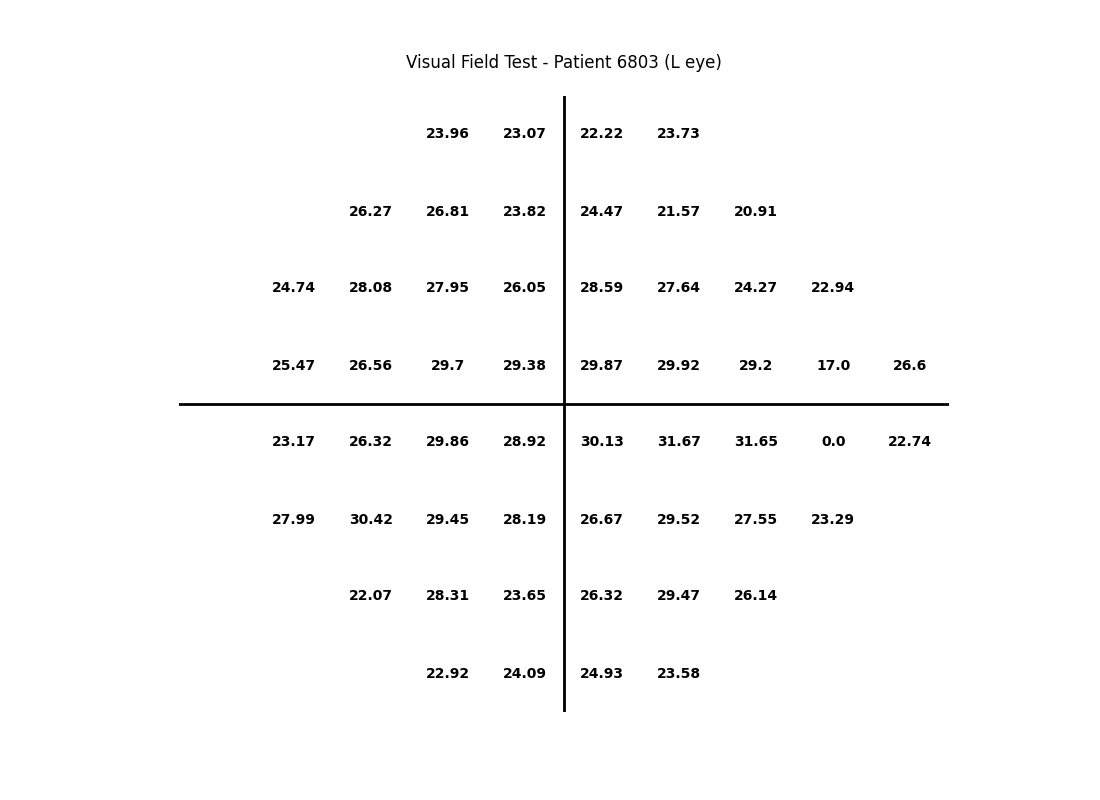 Visual Field Test - Patient 6803 (L eye)
23.96 23.07 22.22 23.73
26.27 26.81 23.82 24.47 21.57 20.91
24.74 28.08 27.95 26.05 28.59 27.64 24.27 22.94
25.47 26.56 29.7 29.38 29.87 29.92 29.2 17.0 26.6
23.17 26.32 29.86 28.92 30.13 31.67 31.65 0.0 22.74
27.99 30.42 29.45 28.19 26.67 29.52 27.55 23.29
22.07 28.31 23.65 26.32 29.47 26.14
22.92 24.09 24.93 23.58